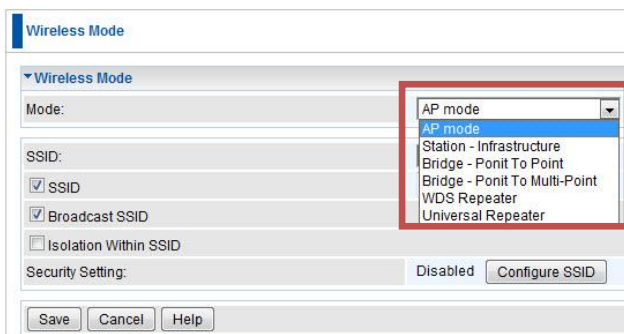 Wireless Mode
Wireless Mode
Mode:
AP mode
AP mode
Station - Infrastructure
Bridge - Ponit To Point
Bridge - Ponit To Multi-Point
WDS Repeater
Universal Repeater
SSID:
SSID
Broadcast SSID
Isolation Within SSID
Security Setting:
Disabled
Configure SSID
Save
Cancel
Help